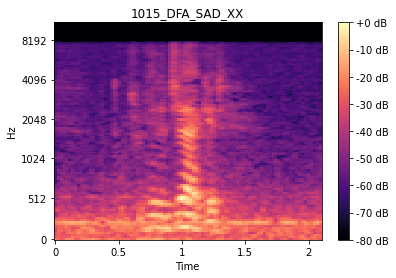 1015_DFA_SAD_XX
8192
4096
2048
1024
512
0
Hz
0
0.5
1
1.5
2
Time
+0 dB
-10 dB
-20 dB
-30 dB
-40 dB
-50 dB
-60 dB
-70 dB
-80 dB